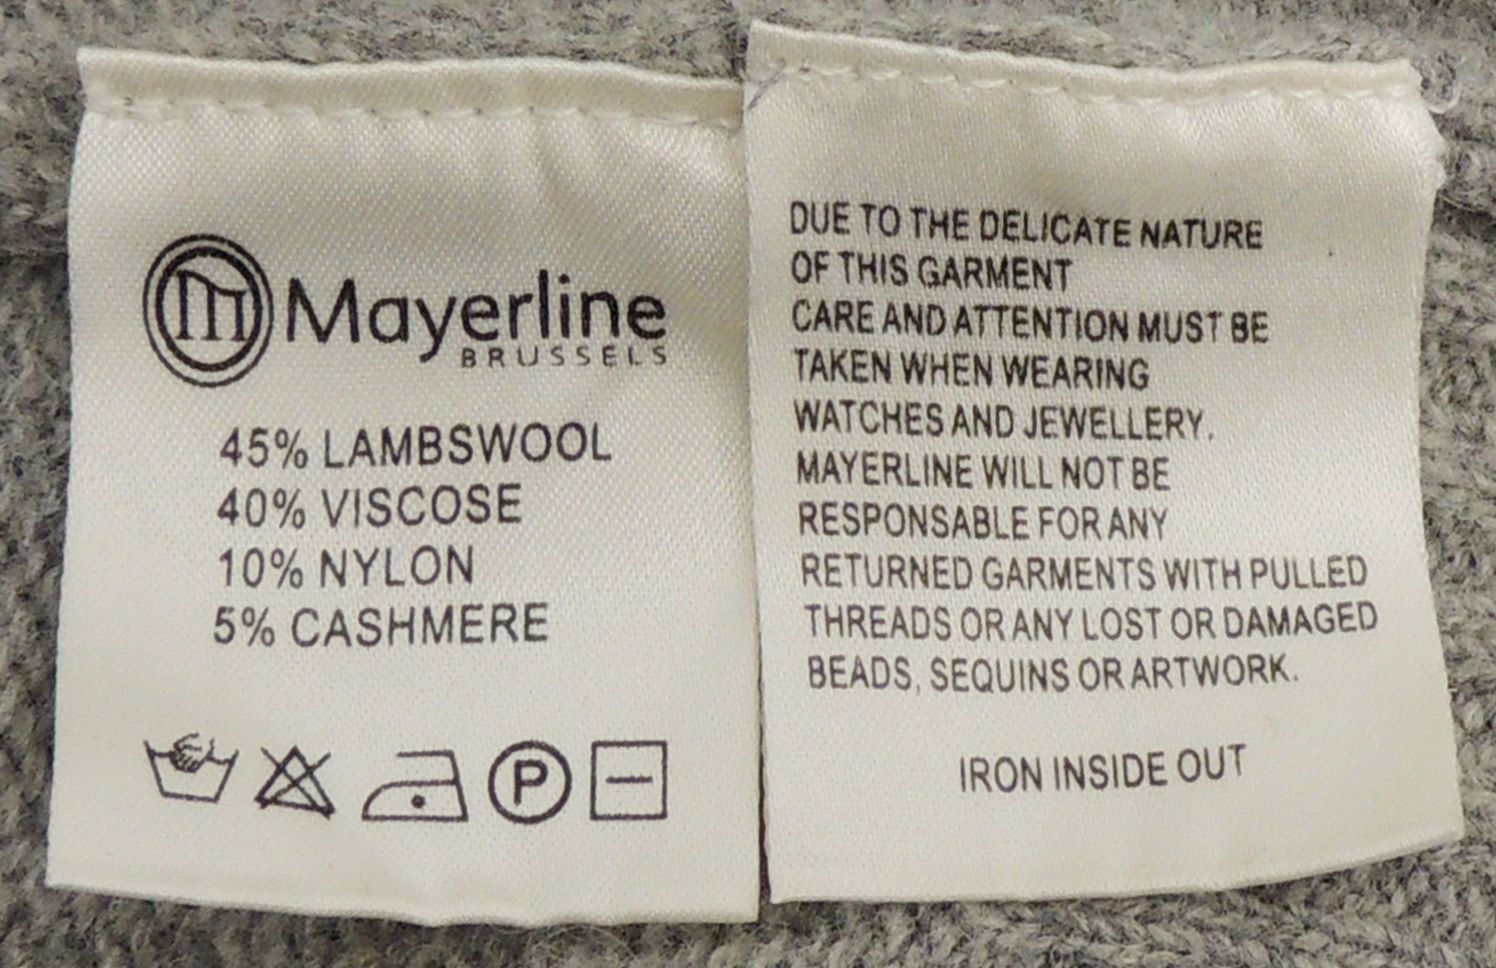 m Mayerline
BRUSSELS
45% LAMBSWOOL
40% VISCOSE
10% NYLON
5% CASHMERE
P
DUE TO THE DELICATE NATURE
OF THIS GARMENT
CARE AND ATTENTION MUST BE
TAKEN WHEN WEARING
WATCHES AND JEWELLERY.
MAYERLINE WILL NOT BE
RESPONSABLE FOR ANY
RETURNED GARMENTS WITH PULLED
THREADS OR ANY LOST OR DAMAGED
BEADS, SEQUINS OR ARTWORK.
IRON INSIDE OUT